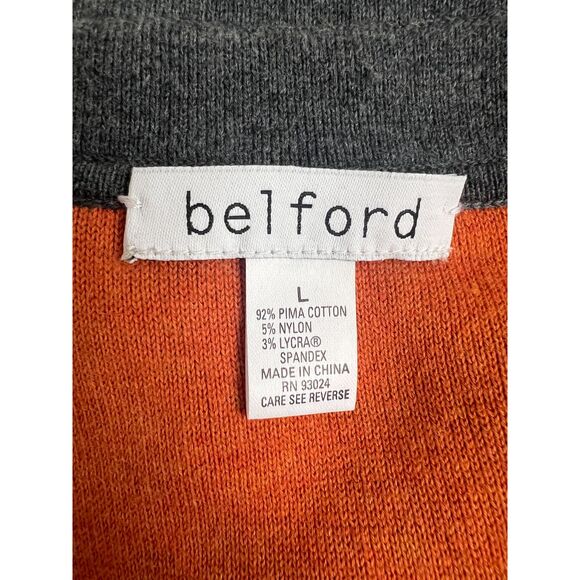 belford
L
92% PIMA COTTON
5% NYLON
3% LYCRA®
SPANDEX
MADE IN CHINA
RN 93024
CARE SEE REVERSE